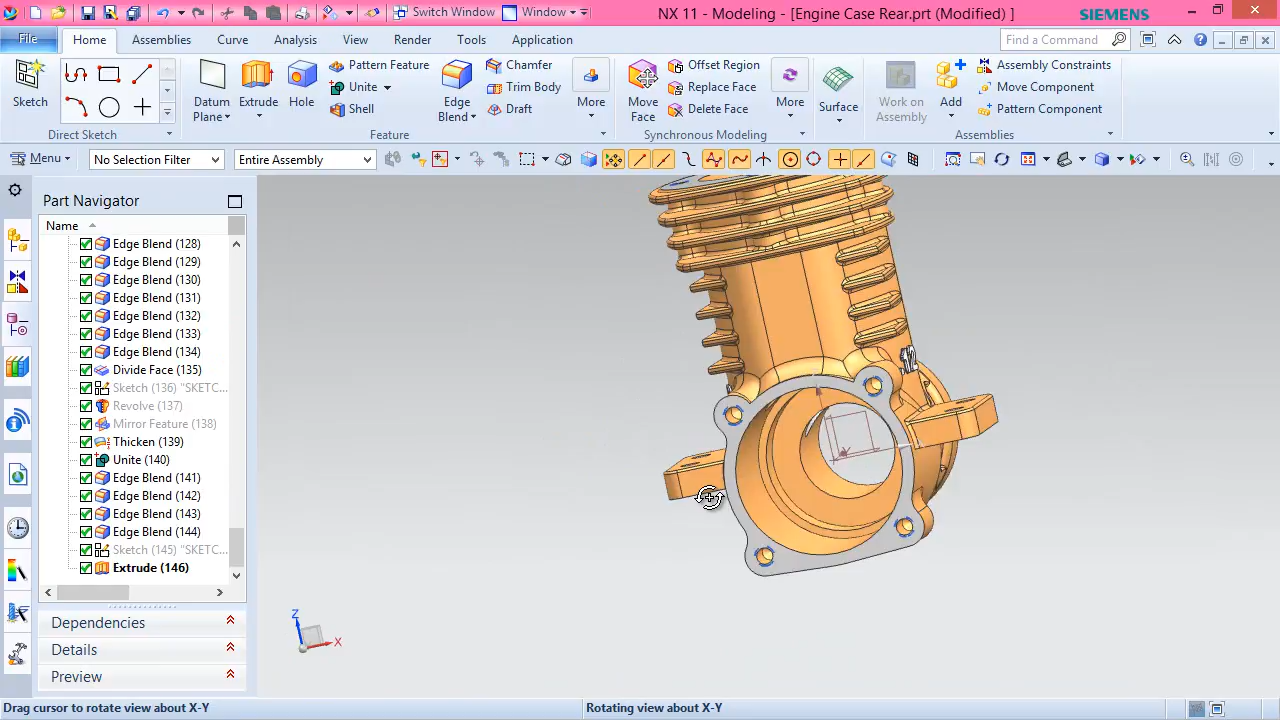 Switch Window Window NX 11 - Modeling - [Engine Case Rear.prt (Modified) ] SIEMENS
File Home Assemblies Curve Analysis View Render Tools Application Find a Command
Sketch
Direct Sketch
Datum Plane
Extrude
Hole
Pattern Feature
Unite
Shell
Edge Blend
Chamfer
Trim Body
Draft
More
Feature
Move Face
Offset Region
Replace Face
Delete Face
More
Synchronous Modeling
Surface
Work on Assembly
Add
Assembly Constraints
Move Component
Pattern Component
Assemblies
Menu No Selection Filter Entire Assembly
Part Navigator
Name
Edge Blend (128)
Edge Blend (129)
Edge Blend (130)
Edge Blend (131)
Edge Blend (132)
Edge Blend (133)
Edge Blend (134)
Divide Face (135)
Sketch (136) "SKETC...
Revolve (137)
Mirror Feature (138)
Thicken (139)
Unite (140)
Edge Blend (141)
Edge Blend (142)
Edge Blend (143)
Edge Blend (144)
Sketch (145) "SKETC...
Extrude (146)
Dependencies
Details
Preview
Z
X
Y
Drag cursor to rotate view about X-Y Rotating view about X-Y